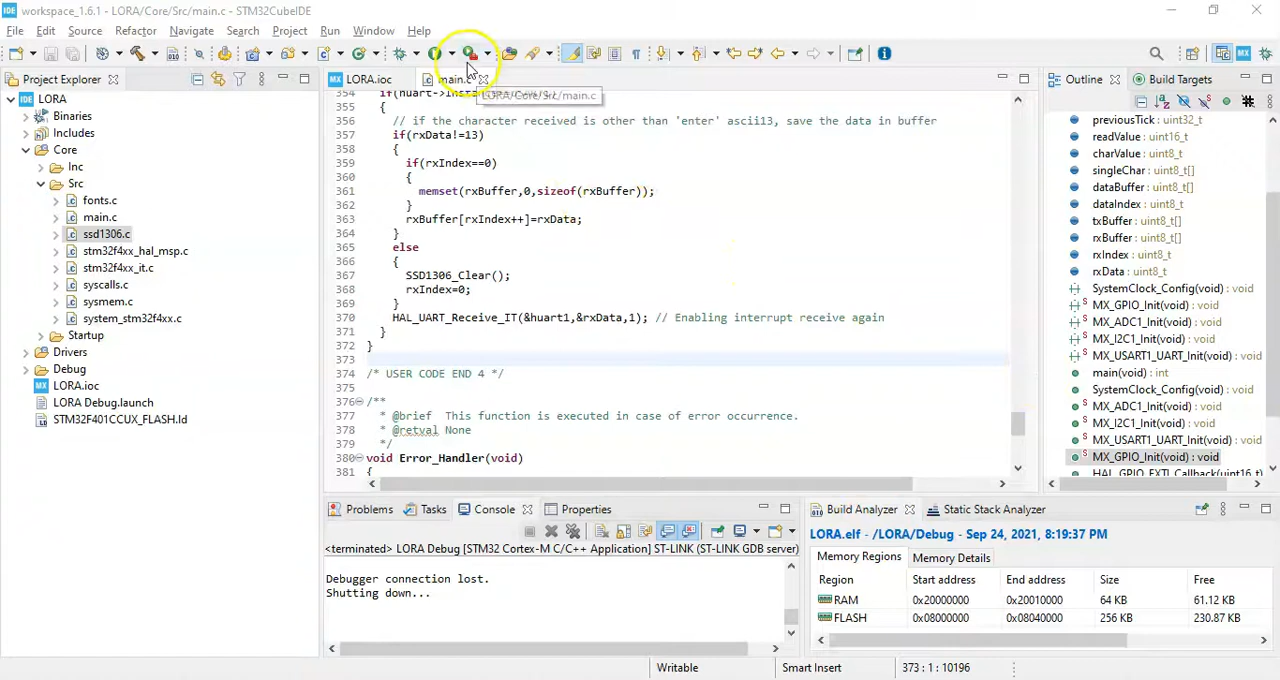 IDE workspace_1.6.1 - LORA/Core/Src/main.c - STM32CubeIDE
File Edit Source Refactor Navigate Search Project Run Window Help
Project Explorer
LORA
Binaries
Includes
Core
Inc
Src
fonts.c
main.c
ssd1306.c
stm32f4xx_hal_msp.c
stm32f4xx_it.c
syscalls.c
sysmem.c
system_stm32f4xx.c
Startup
Drivers
Debug
MX LORA.ioc
LORA Debug.launch
STM32F401CCUX_FLASH.ld
MX LORA.ioc main.c
LORA/Core/Src/main.c
354 if(huart->Inst
355 {
356 // if the character received is other than 'enter' ascii13, save the data in buffer
357 if(rxData!=13)
358 {
359 if(rxIndex==0)
360 {
361 memset(rxBuffer,0,sizeof(rxBuffer));
362 }
363 rxBuffer[rxIndex++]=rxData;
364 }
365 else
366 {
367 SSD1306_Clear();
368 rxIndex=0;
369 }
370 HAL_UART_Receive_IT(&huart1,&rxData,1); // Enabling interrupt receive again
371 }
372 }
373
374 /* USER CODE END 4 */
375
376 /**
377 * @brief This function is executed in case of error occurrence.
378 * @retval None
379 */
380 void Error_Handler(void)
381 {
Outline Build Targets
previousTick : uint32_t
readValue : uint16_t
charValue : uint8_t
singleChar : uint8_t[]
dataBuffer : uint8_t[]
dataIndex : uint8_t
txBuffer : uint8_t[]
rxBuffer : uint8_t[]
rxIndex : uint8_t
rxData : uint8_t
SystemClock_Config(void) : void
MX_GPIO_Init(void) : void
MX_ADC1_Init(void) : void
MX_I2C1_Init(void) : void
MX_USART1_UART_Init(void) : void
main(void) : int
SystemClock_Config(void) : void
MX_ADC1_Init(void) : void
MX_I2C1_Init(void) : void
MX_USART1_UART_Init(void) : void
MX_GPIO_Init(void) : void
HAL_GPIO_EXTI_Callback(uint16_t)
Problems Tasks Console Properties
<terminated> LORA Debug [STM32 Cortex-M C/C++ Application] ST-LINK (ST-LINK GDB server)
Debugger connection lost.
Shutting down...
Build Analyzer Static Stack Analyzer
LORA.elf - /LORA/Debug - Sep 24, 2021, 8:19:37 PM
Memory Regions Memory Details
Region Start address End address Size Free
RAM 0x20000000 0x20010000 64 KB 61.12 KB
FLASH 0x08000000 0x08040000 256 KB 230.87 KB
Writable Smart Insert 373 : 1 : 10196